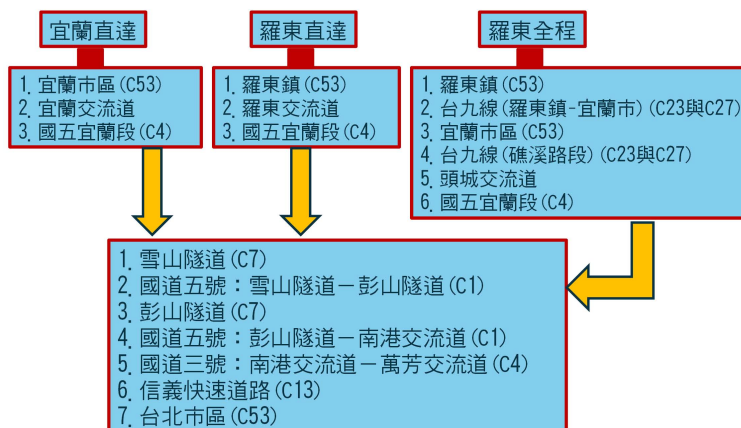 宜蘭直達
1. 宜蘭市區(C53)
2. 宜蘭交流道
3. 國五宜蘭段(C4)
羅東直達
1. 羅東鎮(C53)
2. 羅東交流道
3. 國五宜蘭段(C4)
羅東全程
1. 羅東鎮(C53)
2. 台九線(羅東鎮-宜蘭市)(C23與C27)
3. 宜蘭市區(C53)
4. 台九線(礁溪路段)(C23與C27)
5. 頭城交流道
6. 國五宜蘭段(C4)
1. 雪山隧道(C7)
2. 國道五號：雪山隧道－彭山隧道(C1)
3. 彭山隧道(C7)
4. 國道五號：彭山隧道－南港交流道(C1)
5. 國道三號：南港交流道－萬芳交流道(C4)
6. 信義快速道路(C13)
7. 台北市區(C53)